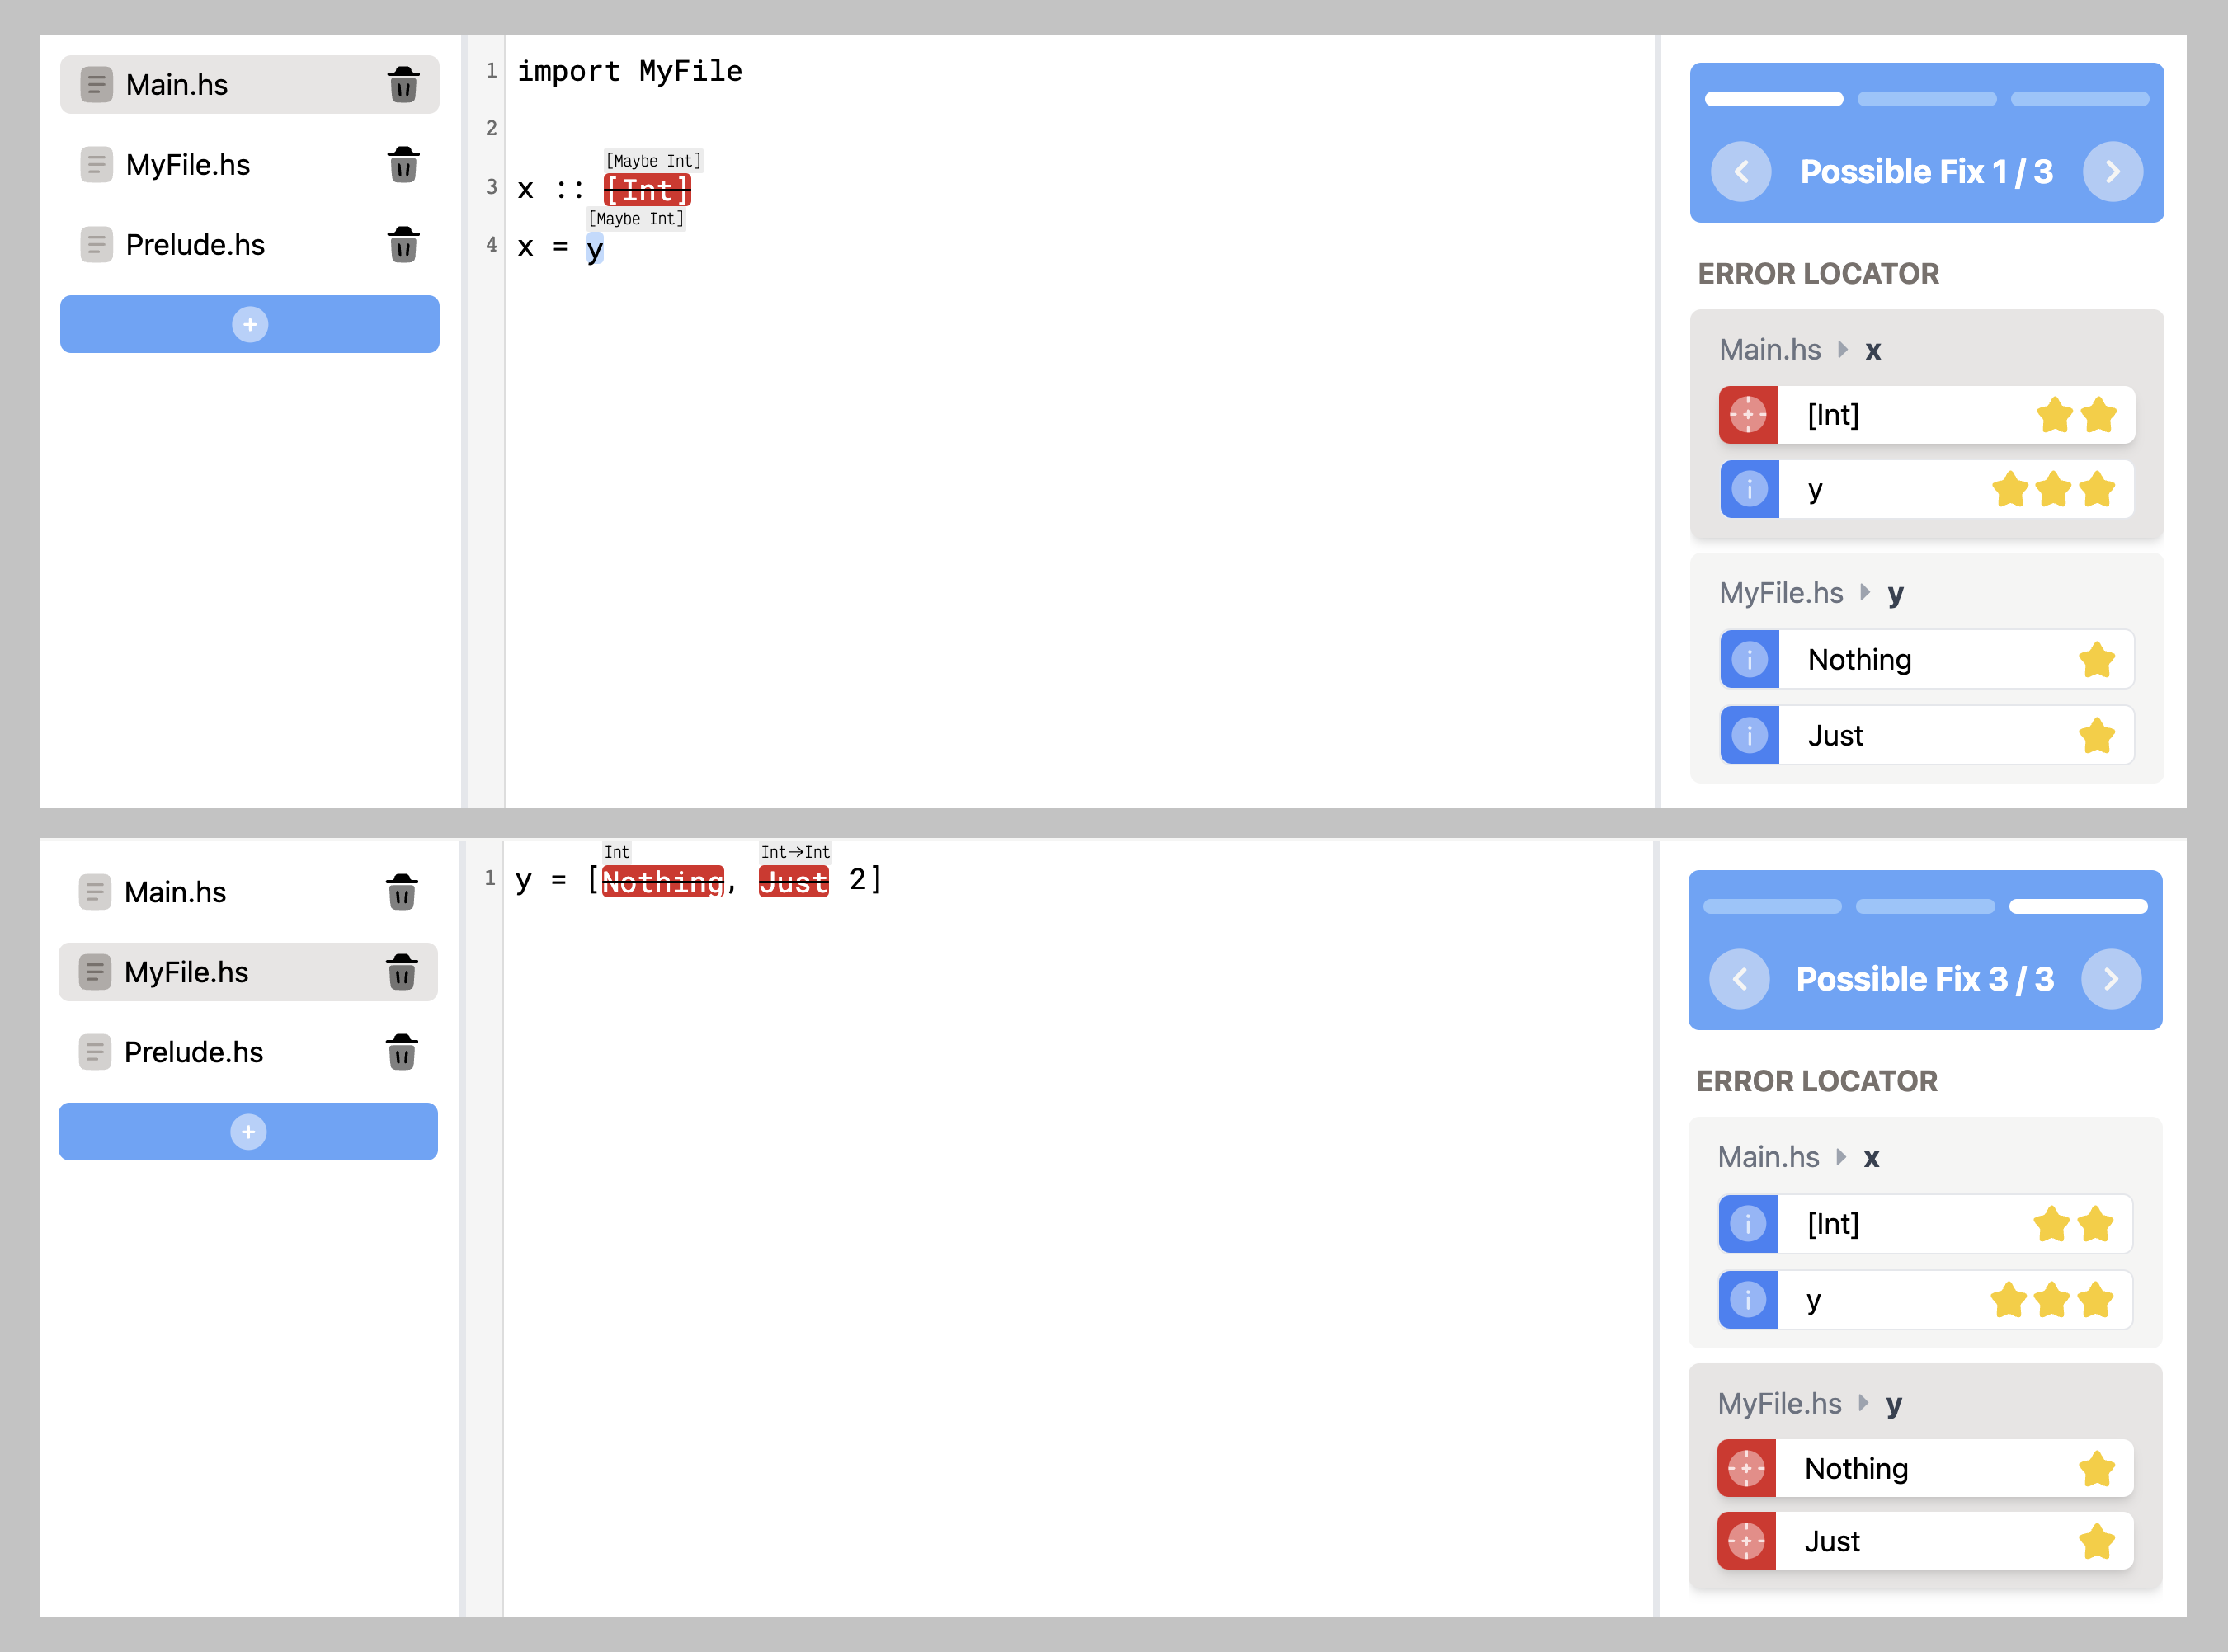 Main.hs
MyFile.hs
Prelude.hs
+
1 import MyFile
2
[Maybe Int]
3 x :: [Int]
[Maybe Int]
4 x = y
Possible Fix 1 / 3
ERROR LOCATOR
Main.hs x
[Int]
i y
MyFile.hs y
i Nothing
i Just
Main.hs
MyFile.hs
Prelude.hs
+
Int Int→Int
1 y = [Nothing, Just 2]
Possible Fix 3 / 3
ERROR LOCATOR
Main.hs x
i [Int]
i y
MyFile.hs y
Nothing
Just